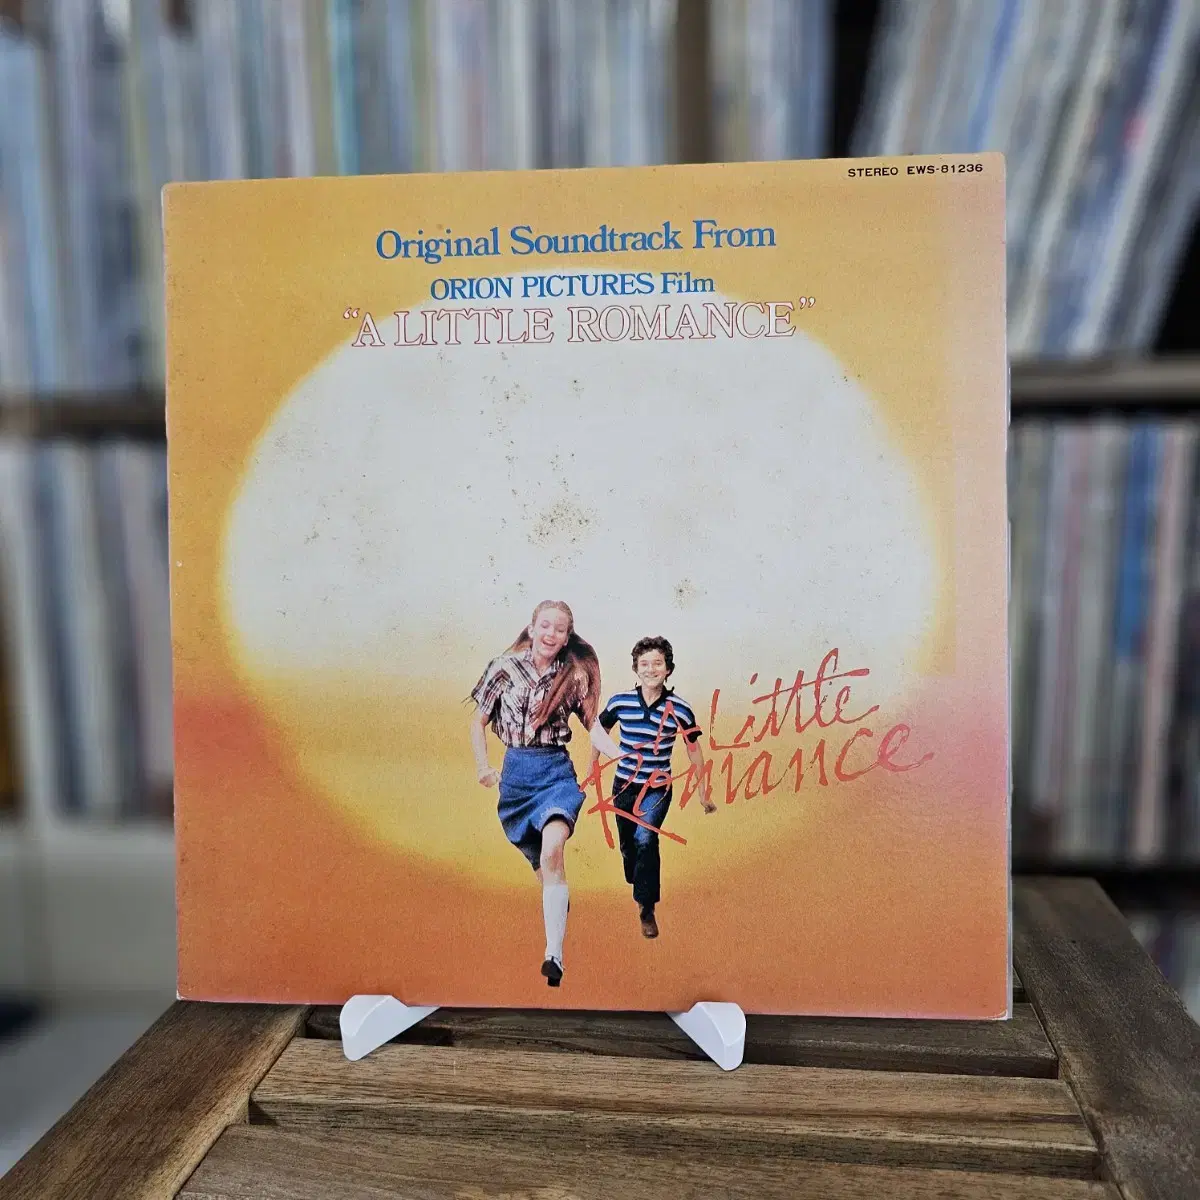 STEREO EWS-81236
Original Soundtrack From
ORION PICTURES Film
“A LITTLE ROMANCE”
A Little
Romance